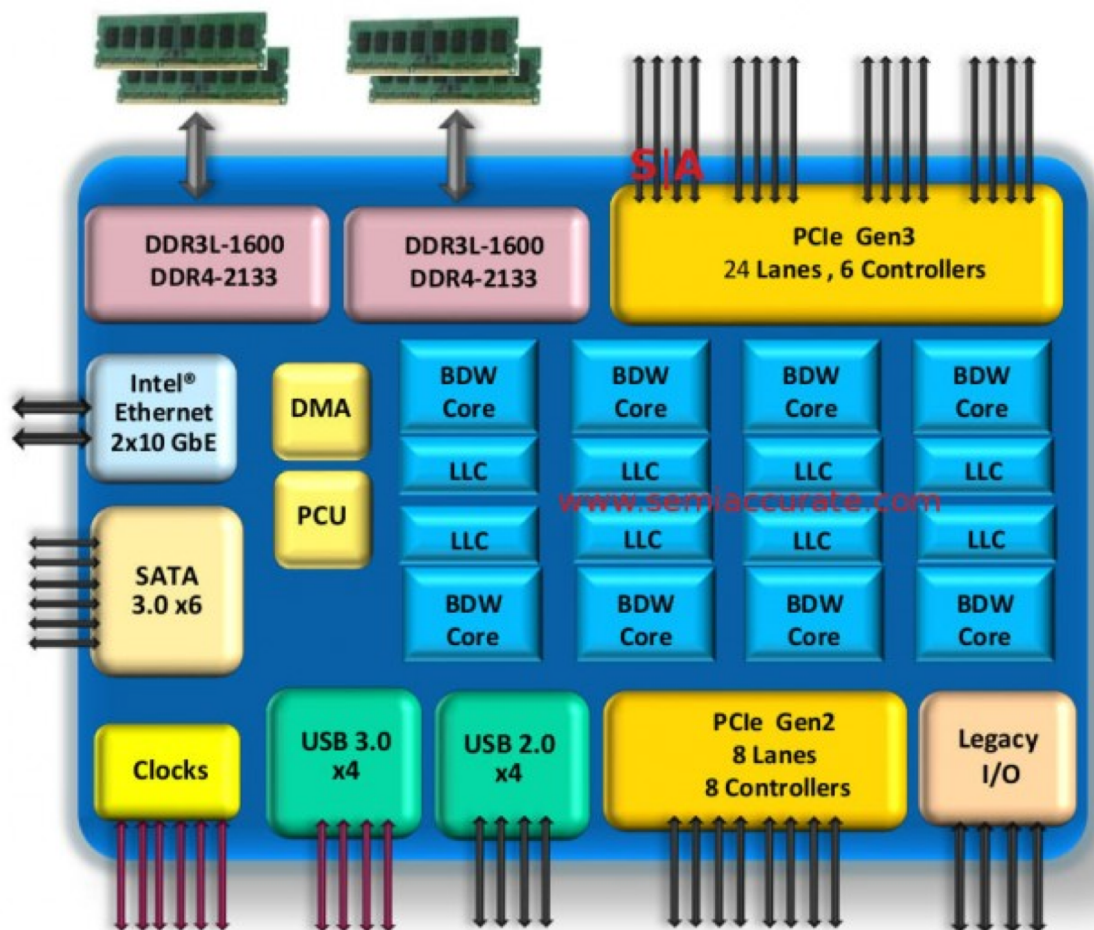 S|A
DDR3L-1600
DDR4-2133
DDR3L-1600
DDR4-2133
PCIe Gen3
24 Lanes , 6 Controllers
Intel®
Ethernet
2x10 GbE
DMA
PCU
BDW
Core
BDW
Core
BDW
Core
BDW
Core
LLC
LLC
LLC
LLC
www.semiaccurate.com
LLC
LLC
LLC
LLC
BDW
Core
BDW
Core
BDW
Core
BDW
Core
SATA
3.0 x6
Clocks
USB 3.0
x4
USB 2.0
x4
PCIe Gen2
8 Lanes
8 Controllers
Legacy
I/O